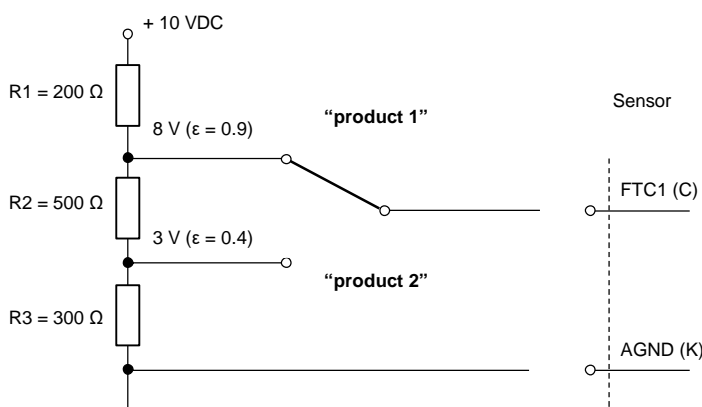 + 10 VDC
R1 = 200 Ω
8 V (ε = 0.9)
“product 1”
Sensor
R2 = 500 Ω
FTC1 (C)
3 V (ε = 0.4)
“product 2”
R3 = 300 Ω
AGND (K)